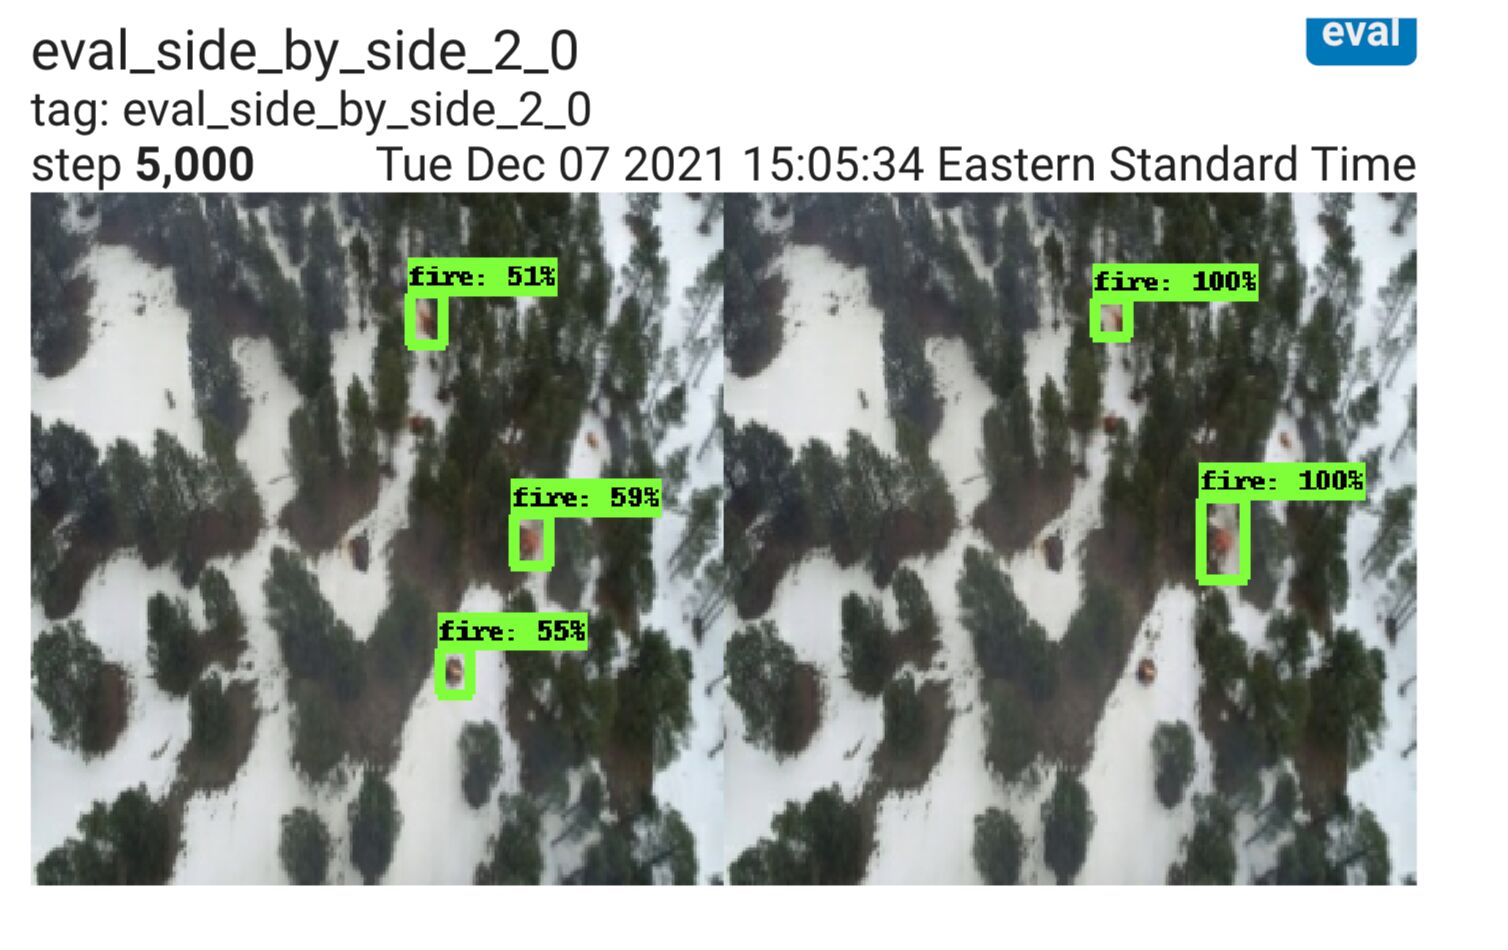 eval_side_by_side_2_0
eval
tag: eval_side_by_side_2_0
step 5,000 Tue Dec 07 2021 15:05:34 Eastern Standard Time
fire: 51%
fire: 100%
fire: 59%
fire: 100%
fire: 55%